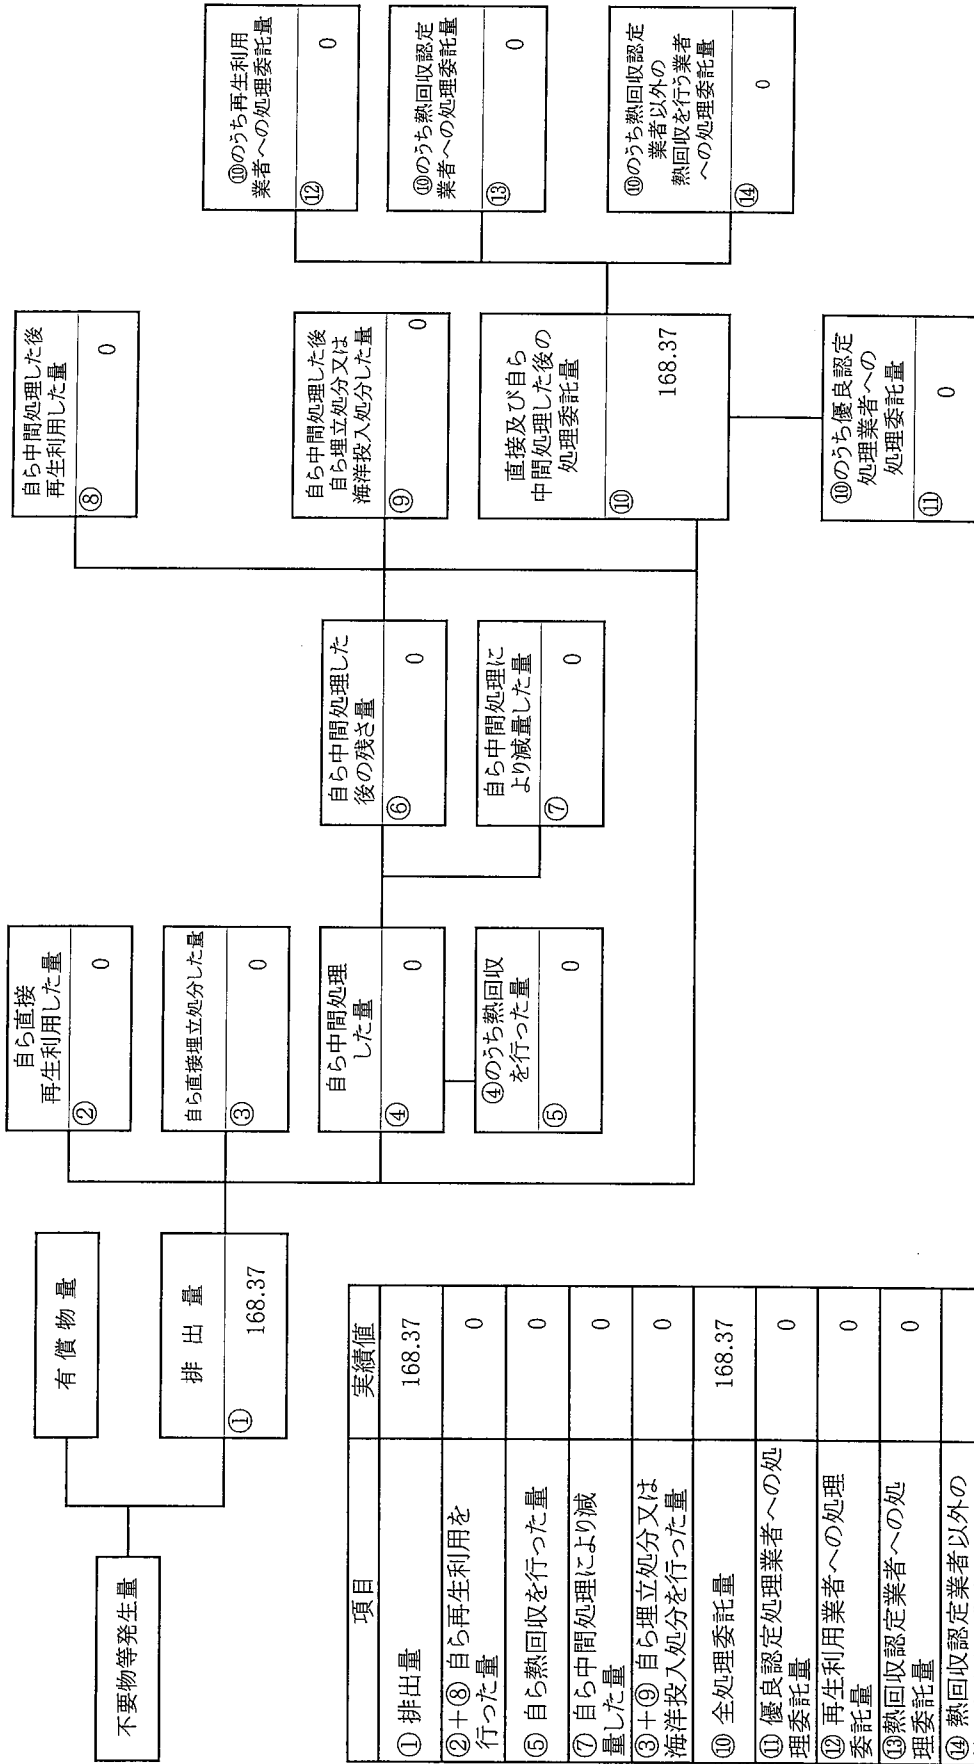 不要物等発生量
有償物量
排出量
①
168.37
自ら直接
再生利用した量
②
0
自ら直接埋立処分した量
③
0
自ら中間処理
した量
④
0
④のうち熱回収
を行った量
⑤
0
自ら中間処理した
後の残さ量
⑥
0
自ら中間処理に
より減量した量
⑦
0
自ら中間処理した後
再生利用した量
⑧
0
自ら中間処理した後
自ら埋立処分又は
海洋投入処分した量
⑨
0
直接及び自ら
中間処理した後の
処理委託量
⑩
168.37
⑩のうち優良認定
処理業者への
処理委託量
⑪
0
⑩のうち再生利用
業者への処理委託量
⑫
0
⑩のうち熱回収認定
業者への処理委託量
⑬
0
⑩のうち熱回収認定
業者以外の
熱回収を行う業者
への処理委託量
⑭
0
項目 実績値
①排出量 168.37
②+⑧ 自ら再生利用を
行った量 0
⑤ 自ら熱回収を行った量 0
⑦ 自ら中間処理により減
量した量 0
③+⑨ 自ら埋立処分又は
海洋投入処分を行った量 0
⑩ 全処理委託量 168.37
⑪ 優良認定処理業者への処
理委託量 0
⑫ 再生利用業者への処理
委託量 0
⑬熱回収認定業者への処
理委託量 0
⑭ 熱回収認定業者以外の